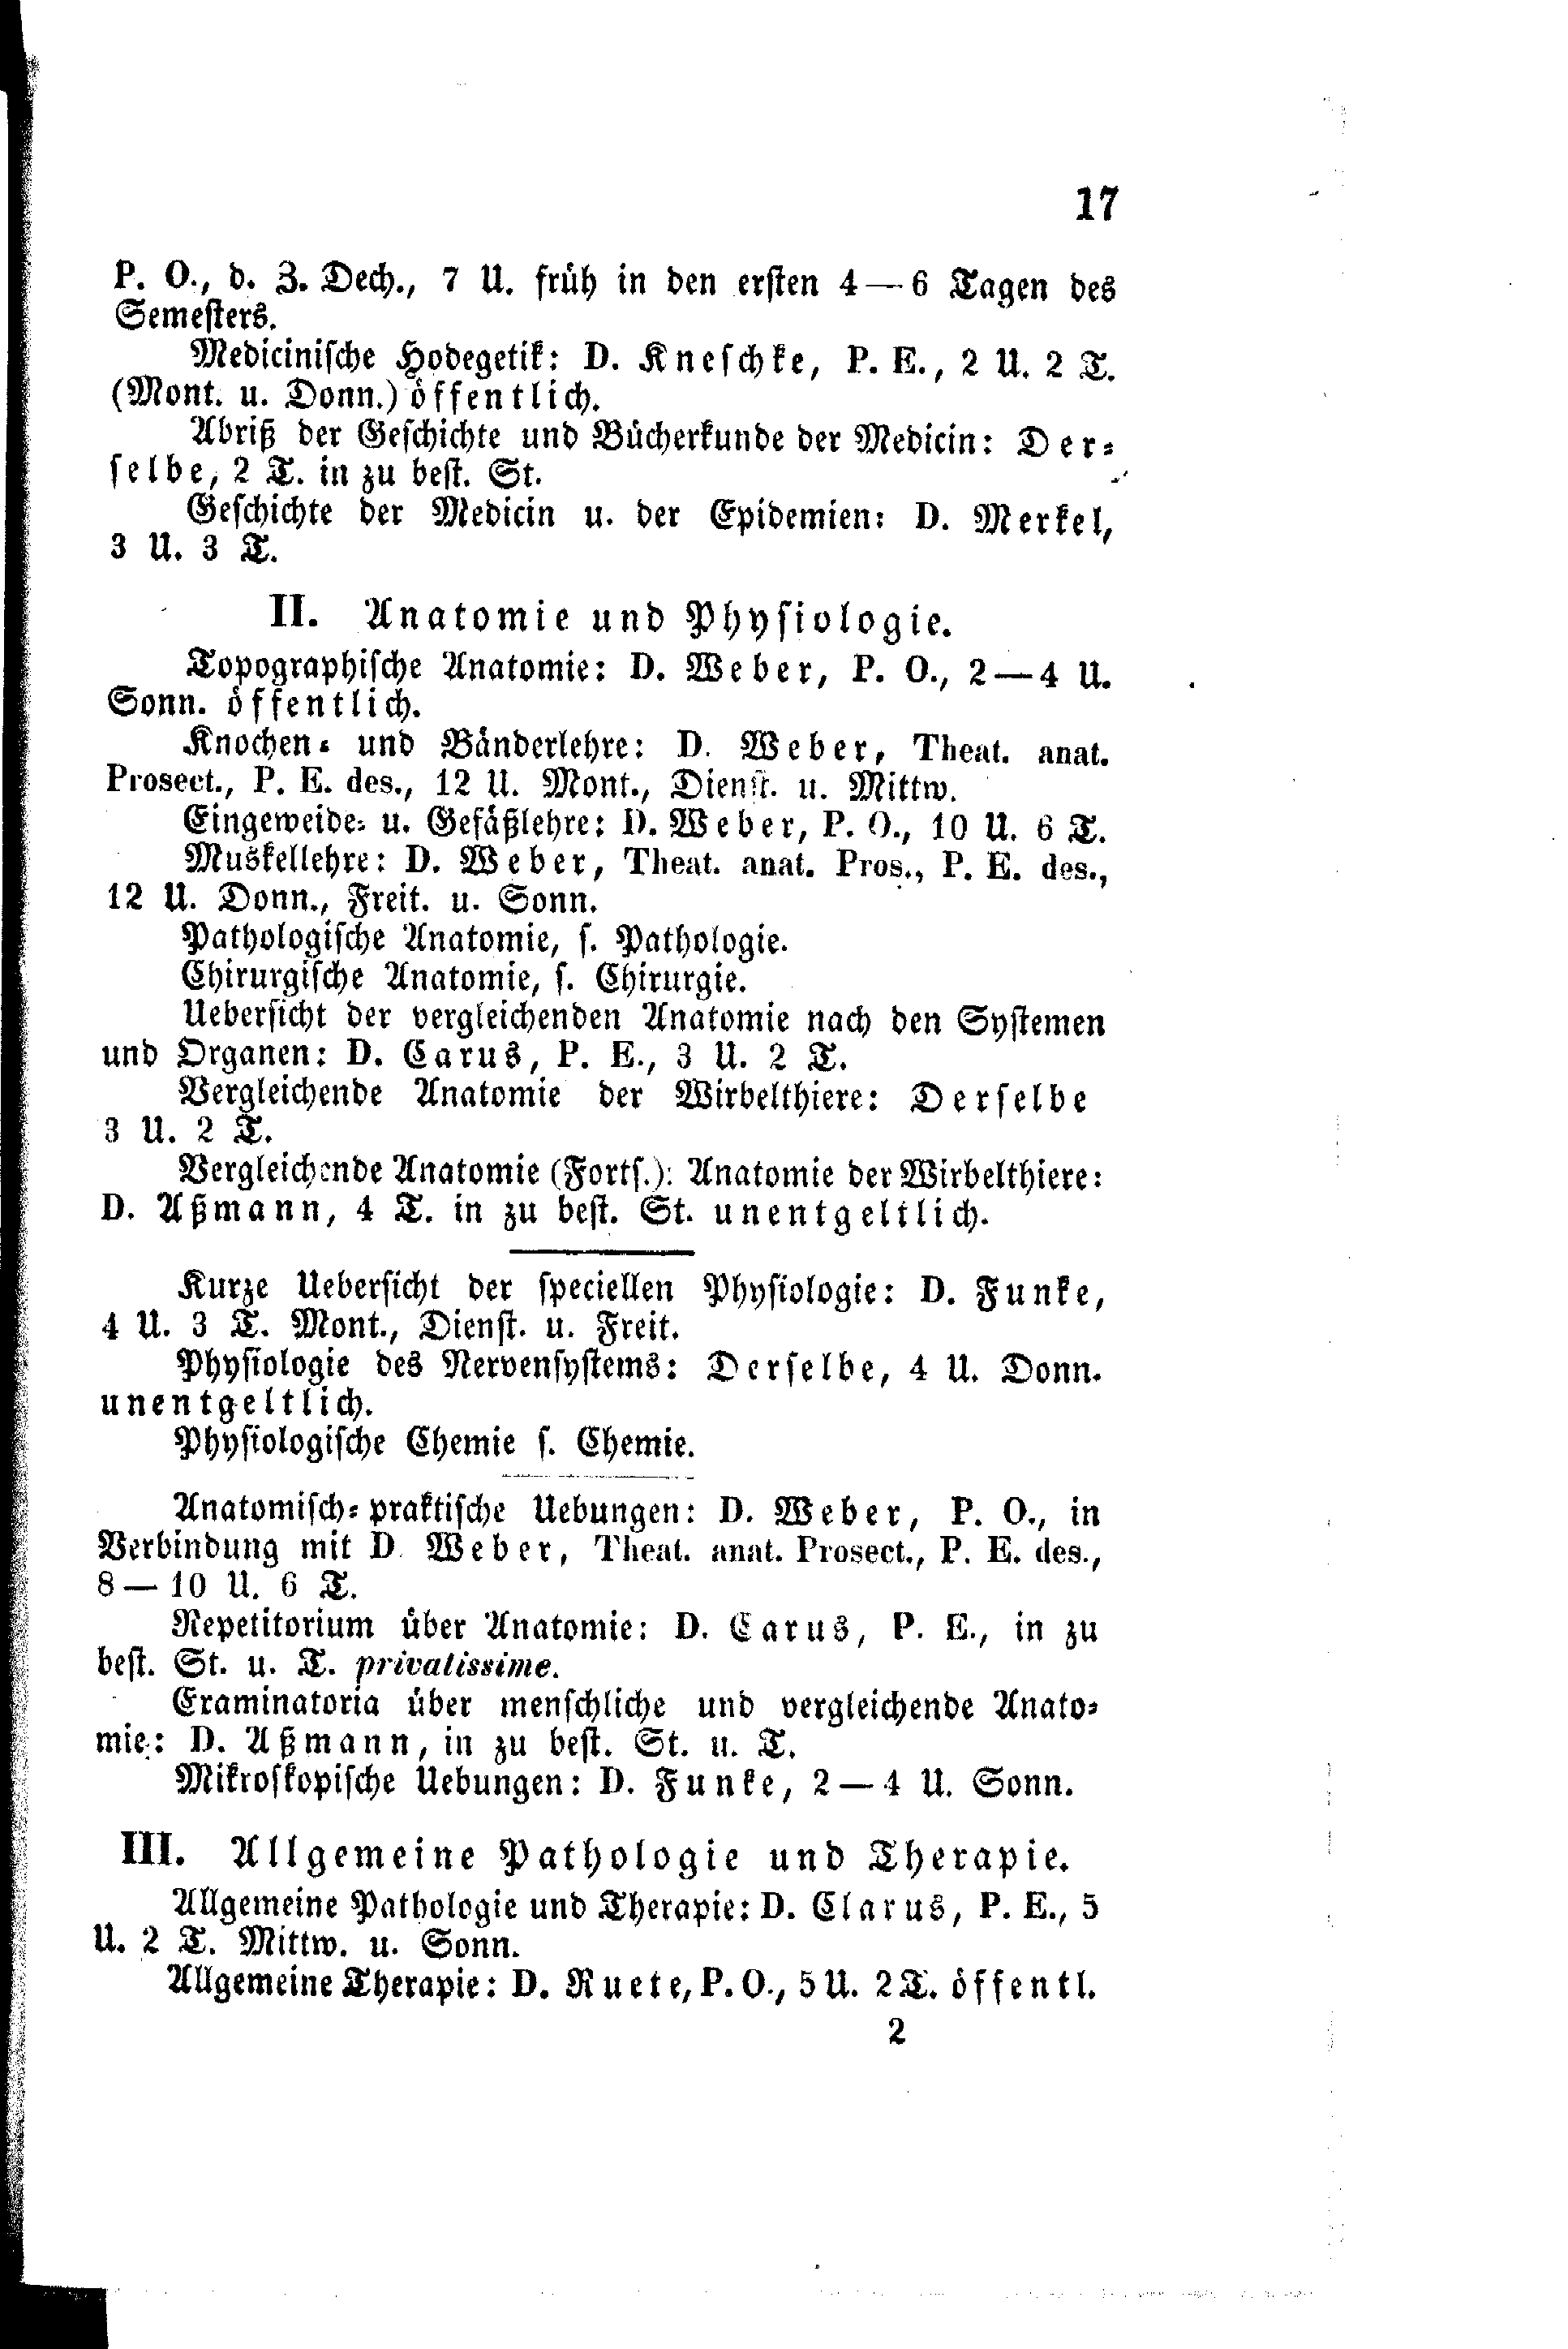 17
P. O., d. Z. Dech., 7 U. früh in den ersten 4—6 Tagen des
Semesters.
Medicinische Hodegetik: D. Kneschke, P. E., 2 U. 2 T.
(Mont. u. Donn.) öffentlich.
Abriß der Geschichte und Bücherkunde der Medicin: Der-
selbe, 2 T. in zu best. St.
Geschichte der Medicin u. der Epidemien: D. Merkel,
3 U. 3 T.
II. Anatomie und Physiologie.
Topographische Anatomie: D. Weber, P. O., 2—4 U.
Sonn. öffentlich.
Knochen- und Bänderlehre: D. Weber, Theat. anat.
Prosect., P. E. des., 12 U. Mont., Dienst. u. Mittw.
Eingeweide- u. Gefäßlehre: D. Weber, P. O., 10 U. 6 T.
Muskellehre: D. Weber, Theat. anat. Pros., P. E. des.,
12 U. Donn., Freit. u. Sonn.
Pathologische Anatomie, s. Pathologie.
Chirurgische Anatomie, s. Chirurgie.
Uebersicht der vergleichenden Anatomie nach den Systemen
und Organen: D. Carus, P. E., 3 U. 2 T.
Vergleichende Anatomie der Wirbelthiere: Derselbe
3 U. 2 T.
Vergleichende Anatomie (Forts.): Anatomie der Wirbelthiere:
D. Aßmann, 4 T. in zu best. St. unentgeltlich.
Kurze Uebersicht der speciellen Physiologie: D. Funke,
4 U. 3 T. Mont., Dienst. u. Freit.
Physiologie des Nervensystems: Derselbe, 4 U. Donn.
unentgeltlich.
Physiologische Chemie s. Chemie.
Anatomisch-praktische Uebungen: D. Weber, P. O., in
Verbindung mit D. Weber, Theat. anat. Prosect., P. E. des.,
8—10 U. 6 T.
Repetitorium über Anatomie: D. Carus, P. E., in zu
best. St. u. T. privatissime.
Examinatoria über menschliche und vergleichende Anato-
mie: D. Aßmann, in zu best. St. u. T.
Mikroskopische Uebungen: D. Funke, 2—4 U. Sonn.
III. Allgemeine Pathologie und Therapie.
Allgemeine Pathologie und Therapie: D. Clarus, P. E., 5
U. 2 T. Mittw. u. Sonn.
Allgemeine Therapie: D. Ruete, P. O., 5 U. 2 T. öffentl.
2